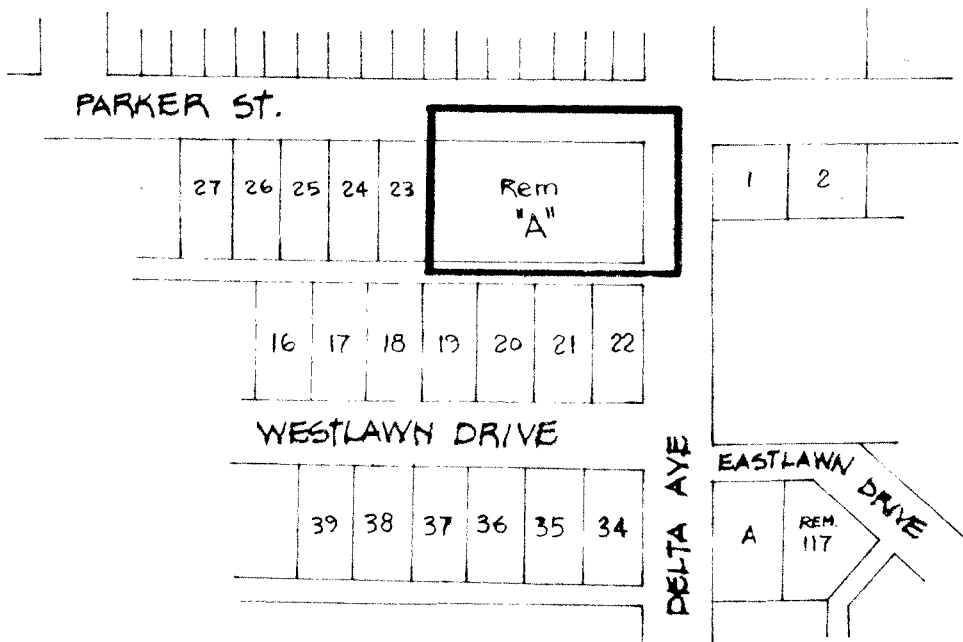 PARKER ST.
27 26 25 24 23
Rem
"A"
1 2
16 17 18 19 20 21 22
WESTLAWN DRIVE
DELTA AVE
EASTLAWN DRIVE
39 38 37 36 35 34
A
REM.
117